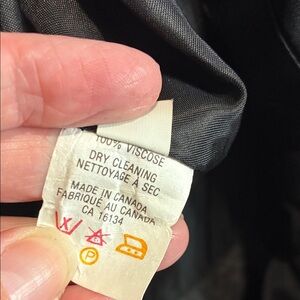 100% VISCOSE
DRY CLEANING
NETTOYAGE À SEC
MADE IN CANADA
FABRIQUÉ AU CANADA
CA 16134
P